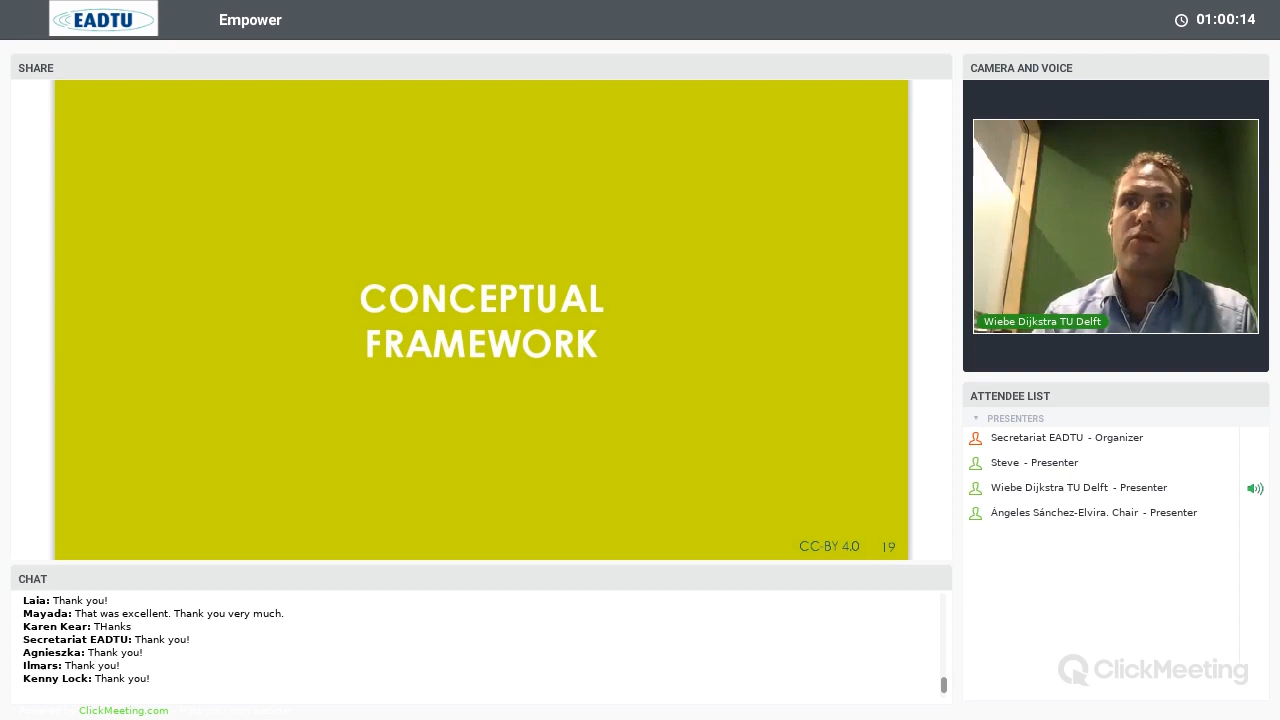 EADTU
Empower
01:00:14
SHARE
CONCEPTUAL
FRAMEWORK
CC-BY 4.0 19
CAMERA AND VOICE
Wiebe Dijkstra TU Delft
ATTENDEE LIST
PRESENTERS
Secretariat EADTU - Organizer
Steve - Presenter
Wiebe Dijkstra TU Delft - Presenter
Ángeles Sánchez-Elvira. Chair - Presenter
ClickMeeting
CHAT
Laia: Thank you!
Mayada: That was excellent. Thank you very much.
Karen Kear: THanks
Secretariat EADTU: Thank you!
Agnieszka: Thank you!
Ilmars: Thank you!
Kenny Lock: Thank you!
ClickMeeting.com